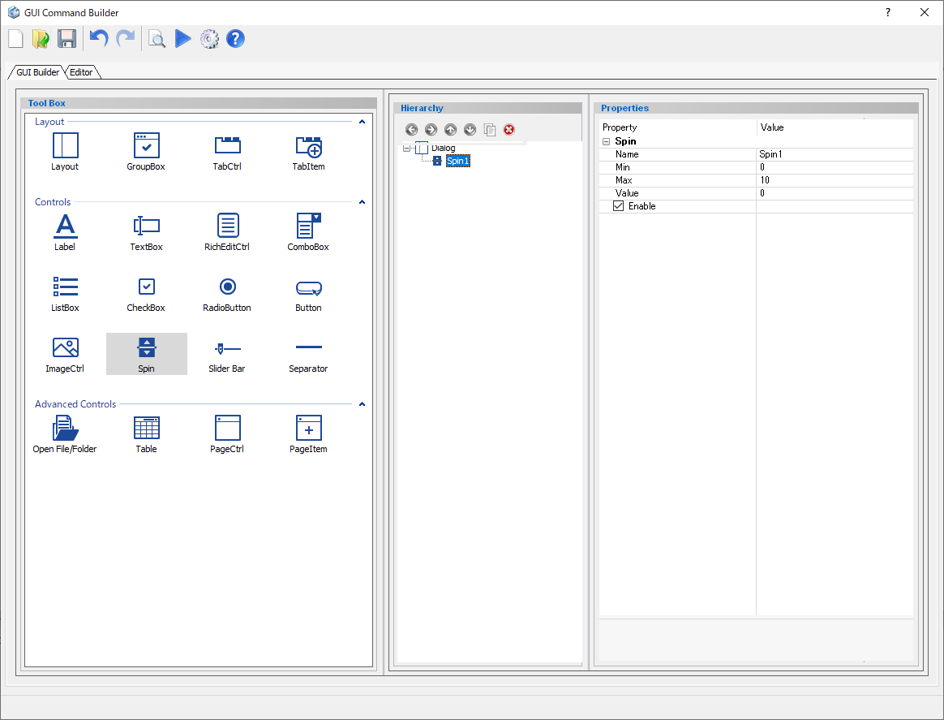 GUI Command Builder
?
GUI Builder Editor
Tool Box
Layout
Layout GroupBox TabCtrl TabItem
Controls
Label TextBox RichEditCtrl ComboBox
ListBox CheckBox RadioButton Button
ImageCtrl Spin Slider Bar Separator
Advanced Controls
Open File/Folder Table PageCtrl PageItem
Hierarchy
Dialog
Spin1
Properties
Property Value
Spin
Name Spin1
Min 0
Max 10
Value 0
Enable